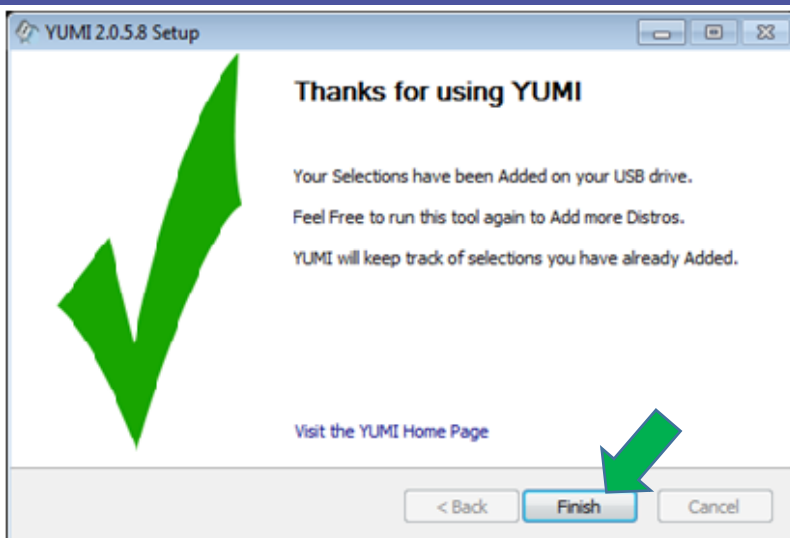 YUMI 2.0.5.8 Setup
Thanks for using YUMI
Your Selections have been Added on your USB drive.
Feel Free to run this tool again to Add more Distros.
YUMI will keep track of selections you have already Added.
Visit the YUMI Home Page
< Back Finish Cancel